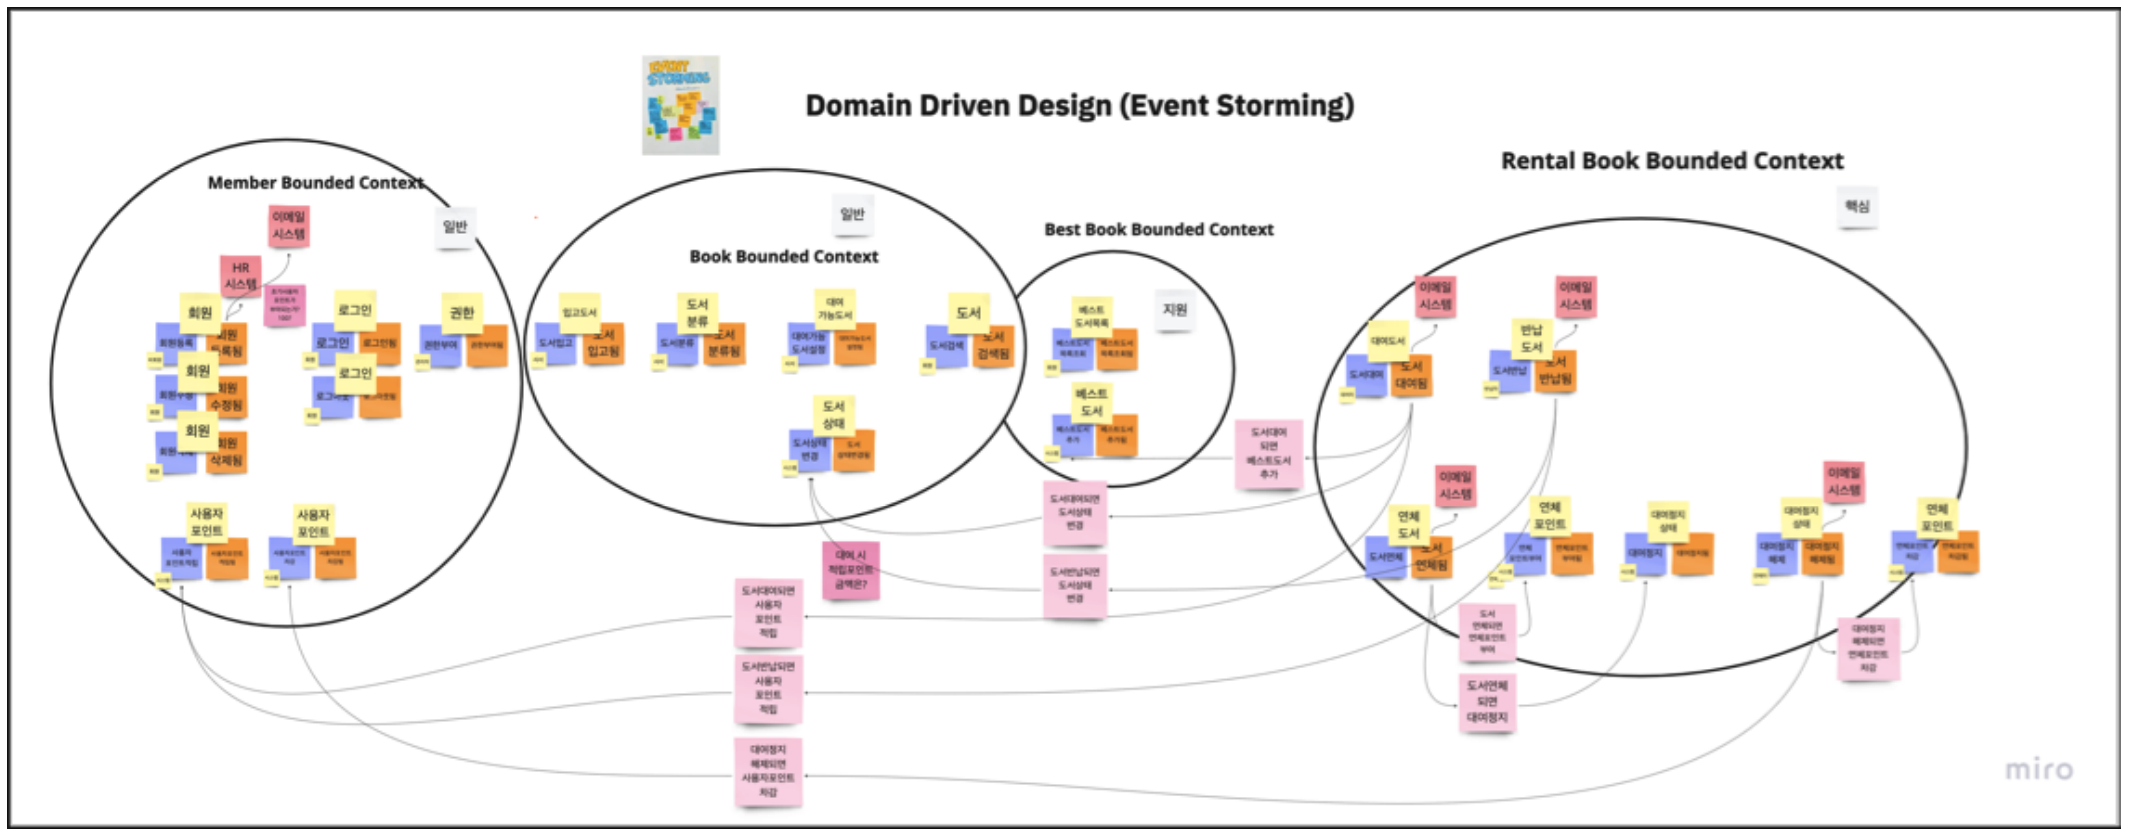 EVENT
STORMING
Domain Driven Design (Event Storming)
Member Bounded Context
이메일
시스템
일반
HR
시스템
회원
회원등록
회원
등록됨
로그인
로그인
로그인됨
권한
권한부여
권한부여됨
회원
회원
수정됨
로그인
회원
회원
삭제됨
사용자
포인트
사용자
포인트적립
사용자포인트
적립됨
사용자
포인트
사용자포인트
차감
사용자포인트
차감됨
일반
Book Bounded Context
입고도서
도서입고
도서
입고됨
도서
분류
도서분류
도서
분류됨
대여
가능도서
대여가능
도서설정
대여가능도서
설정됨
도서
도서검색
도서
검색됨
도서
상태
도서상태
변경
도서
상태변경됨
Best Book Bounded Context
지원
베스트
도서목록
베스트도서
목록조회
베스트도서
목록조회됨
베스트
도서
베스트도서
추가
베스트도서
추가됨
Rental Book Bounded Context
핵심
이메일
시스템
대여도서
도서대여
도서
대여됨
이메일
시스템
반납
도서
도서반납
도서
반납됨
이메일
시스템
연체
도서
도서연체
도서
연체됨
연체
포인트
연체
포인트부여
연체포인트
부여됨
대여정지
상태
대여정지
대여정지됨
이메일
시스템
대여정지
상태
대여정지
해제
대여정지
해제됨
연체
포인트
연체포인트
차감
연체포인트
차감됨
도서대여
되면
베스트도서
추가
도서대여되면
도서상태
변경
도서반납되면
도서상태
변경
대여 시
적립포인트
금액은?
도서대여되면
사용자
포인트
적립
도서반납되면
사용자
포인트
적립
대여정지
해제되면
사용자포인트
차감
도서
연체되면
연체포인트
부여
도서연체
되면
대여정지
대여정지
해제되면
연체포인트
차감
miro